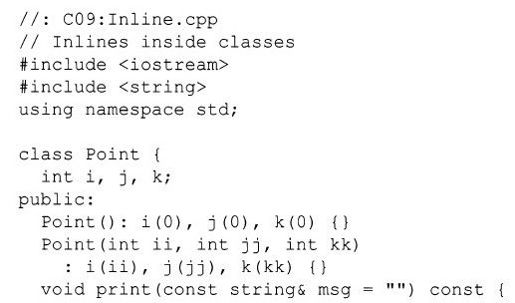 //: C09:Inline.cpp
// Inlines inside classes
#include <iostream>
#include <string>
using namespace std;

class Point {
  int i, j, k;
public:
  Point(): i(0), j(0), k(0) {}
  Point(int ii, int jj, int kk)
    : i(ii), j(jj), k(kk) {}
  void print(const string& msg = "") const {